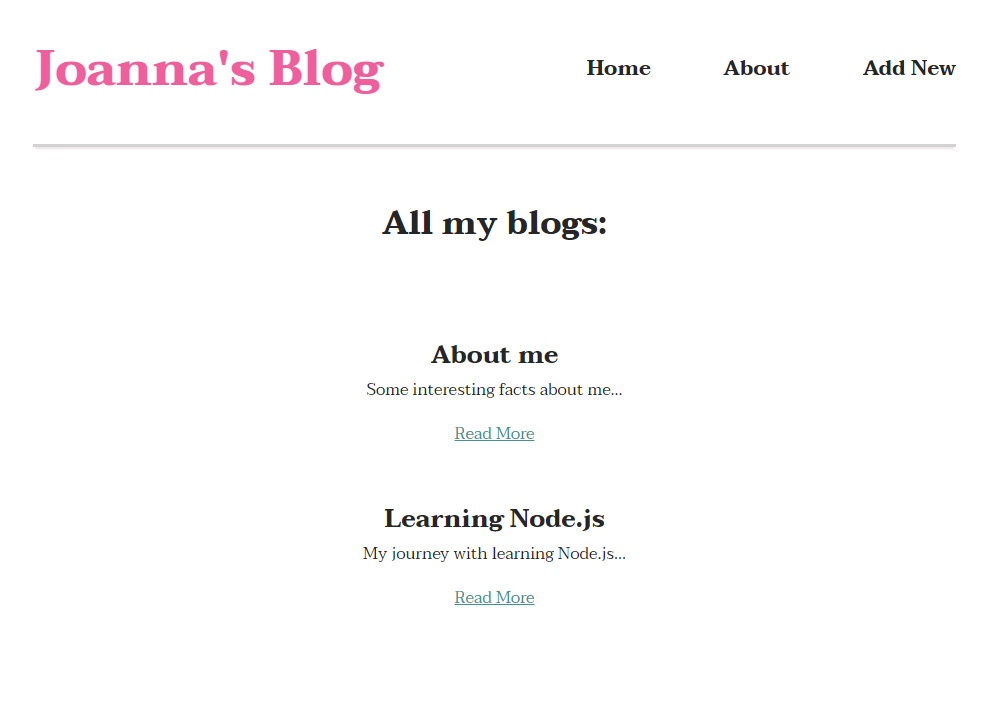 Joanna's Blog
Home About Add New
All my blogs:
About me
Some interesting facts about me...
Read More
Learning Node.js
My journey with learning Node.js...
Read More